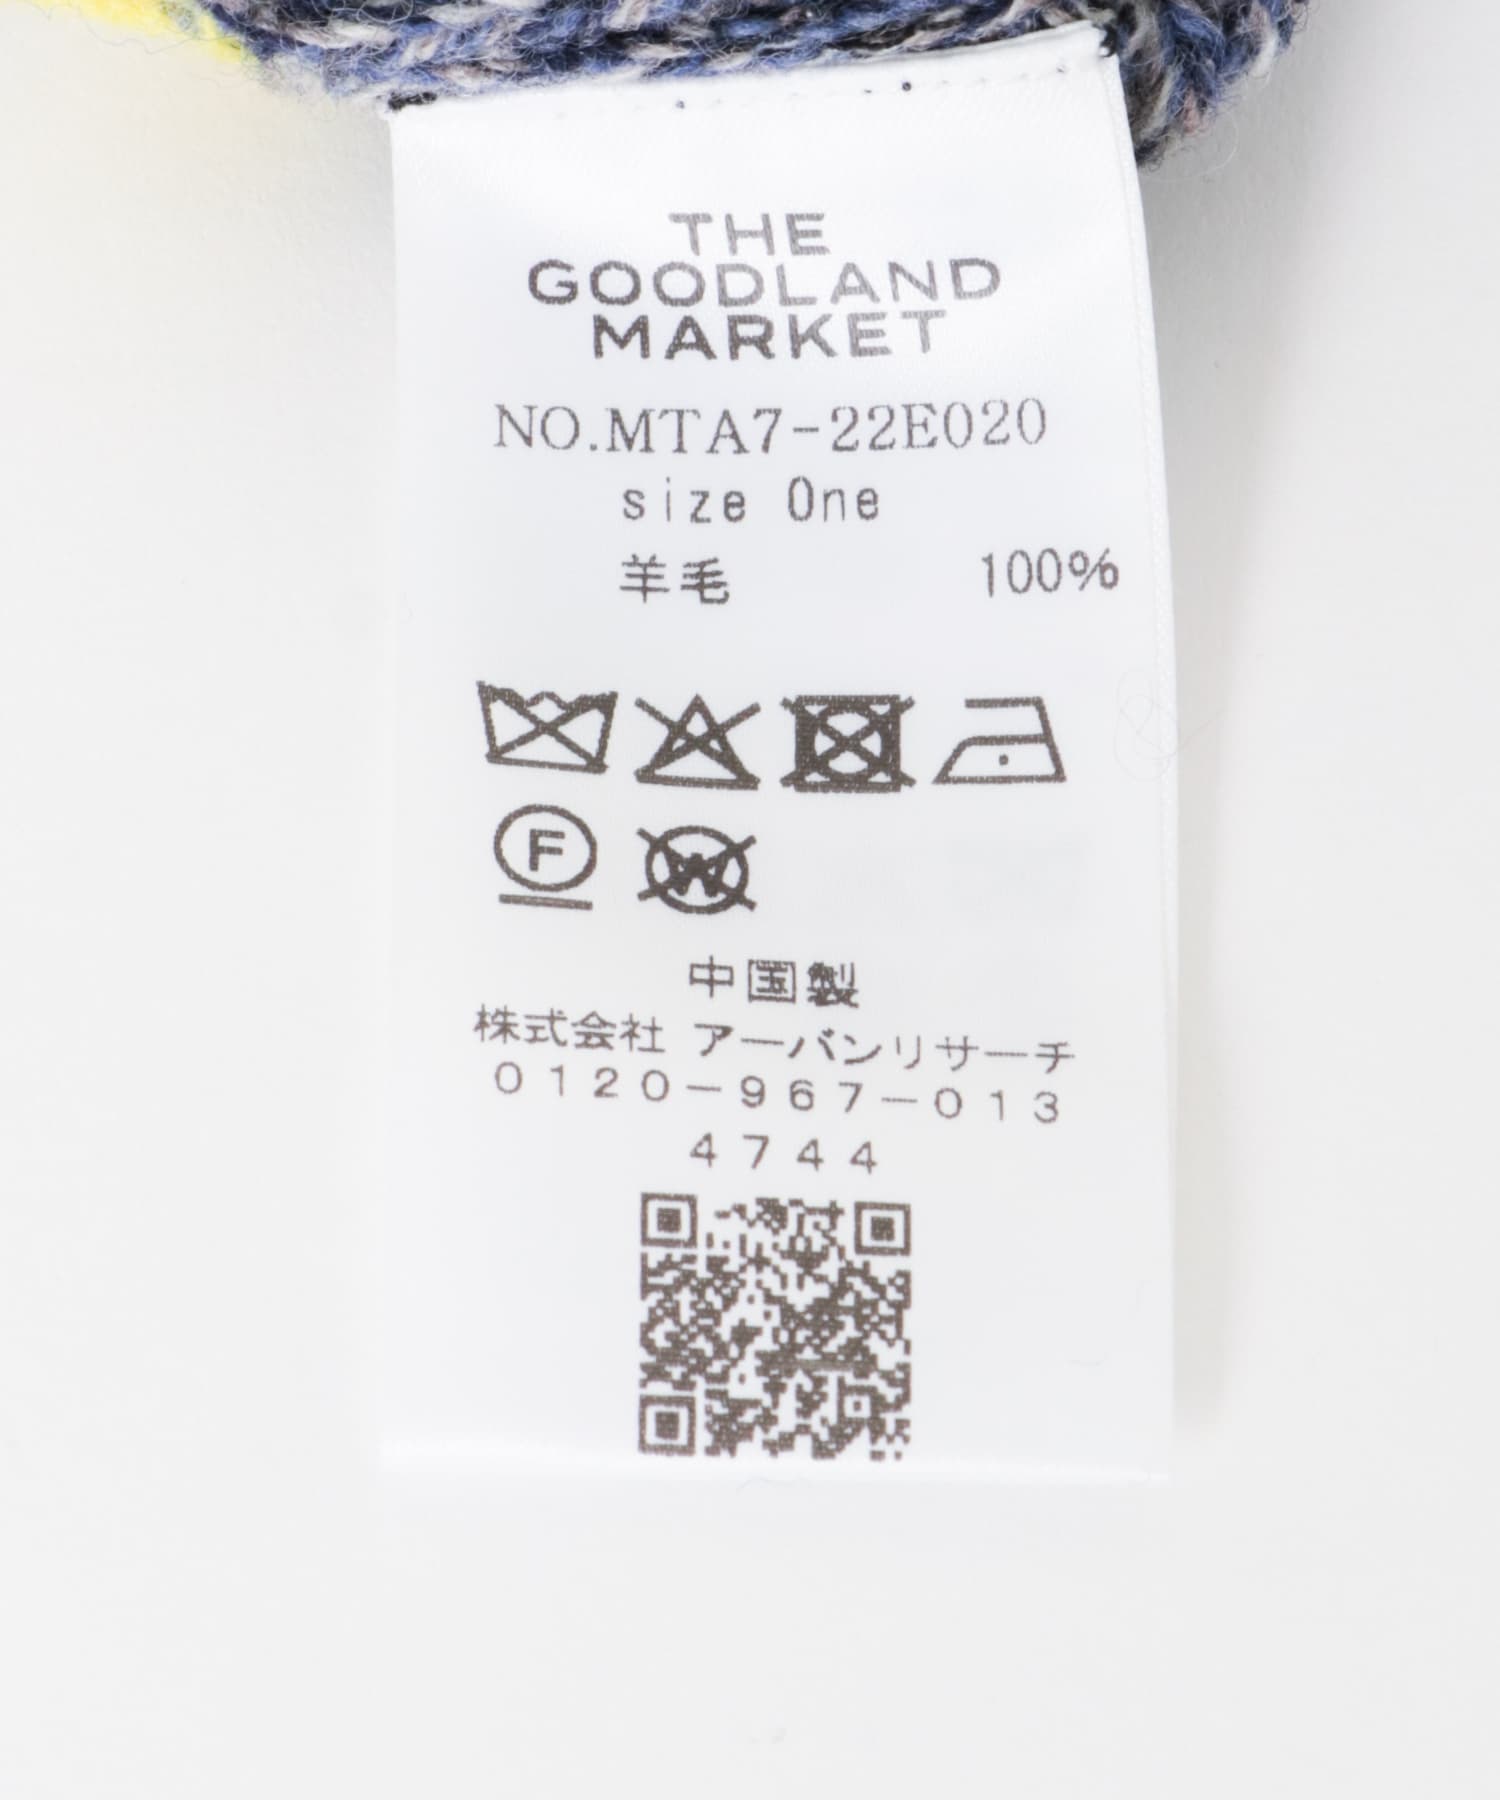 THE
GOODLAND
MARKET
NO.MTA7-22E020
size One
羊毛 100%
F
W
中国製
株式会社 アーバンリサーチ
0120-967-013
4744